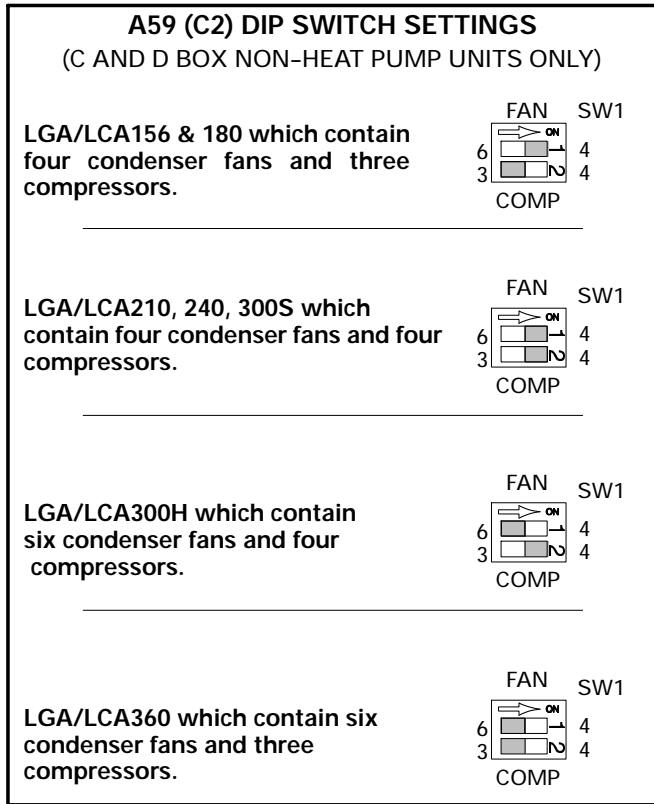 A59 (C2) DIP SWITCH SETTINGS
(C AND D BOX NON-HEAT PUMP UNITS ONLY)
LGA/LCA156 & 180 which contain
four condenser fans and three
compressors.
FAN SW1
ON
6 1 4
3 2 4
COMP
LGA/LCA210, 240, 300S which
contain four condenser fans and four
compressors.
FAN SW1
ON
6 1 4
3 2 4
COMP
LGA/LCA300H which contain
six condenser fans and four
compressors.
FAN SW1
ON
6 1 4
3 2 4
COMP
LGA/LCA360 which contain six
condenser fans and three
compressors.
FAN SW1
ON
6 1 4
3 2 4
COMP